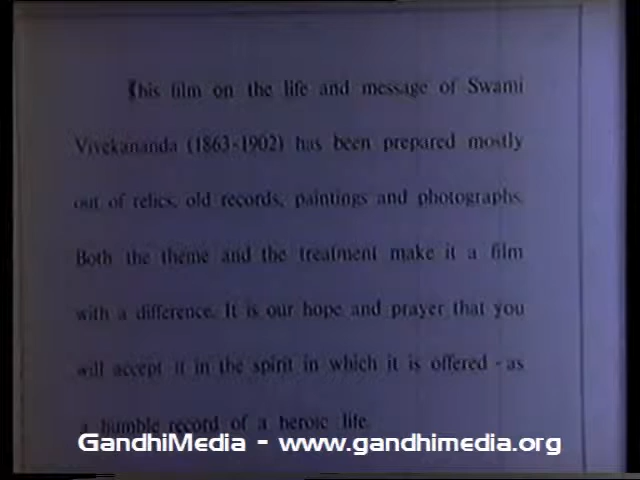 This film on the life and message of Swami
Vivekananda (1863-1902) has been prepared mostly
out of relics, old records, paintings and photographs.
Both the theme and the treatment make it a film
with a difference. It is our hope and prayer that you
will accept it in the spirit in which it is offered - as
a humble record of a heroic life.
GandhiMedia - www.gandhimedia.org